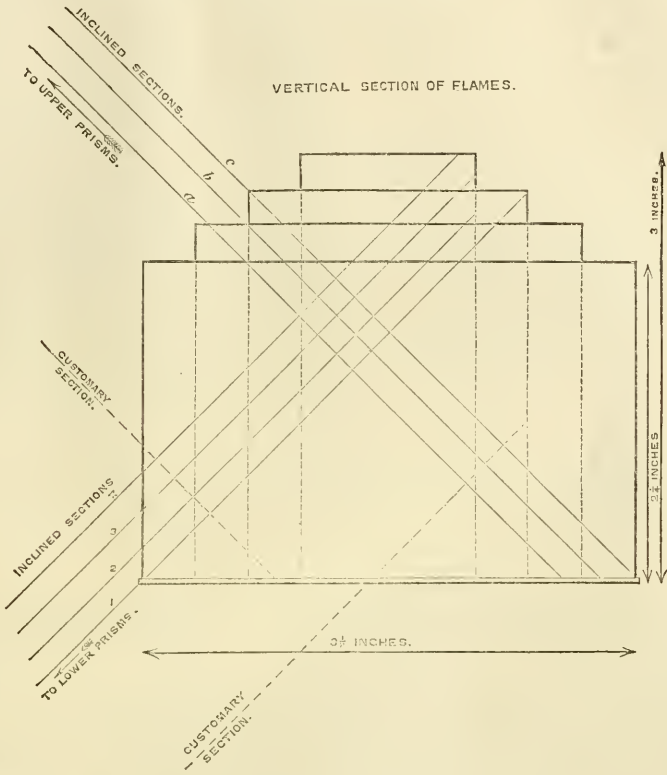 INCLINED SECTIONS.
TO UPPER PRISMS.
VERTICAL SECTION OF FLAMES.
c
b
a
3 INCHES.
CUSTOMARY
SECTION.
2¼ INCHES
INCLINED SECTIONS
4
3
2
1
TO LOWER PRISMS.
3½ INCHES.
CUSTOMARY
SECTION.